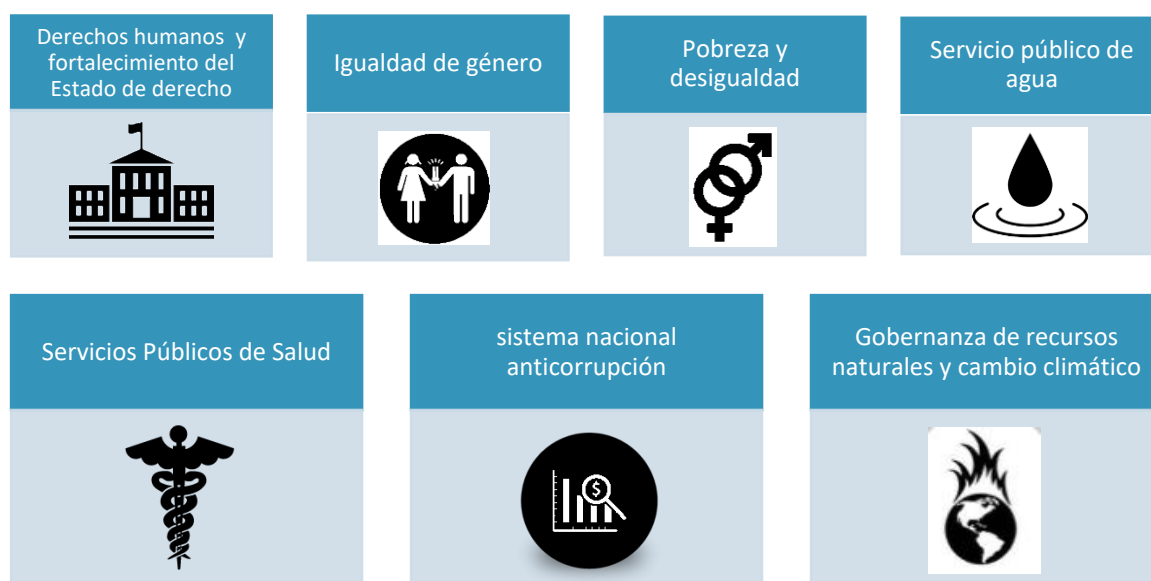 Derechos humanos y
fortalecimiento del
Estado de derecho
Igualdad de género
Pobreza y
desigualdad
Servicio público de
agua
Servicios Públicos de Salud
sistema nacional
anticorrupción
Gobernanza de recursos
naturales y cambio climático
$